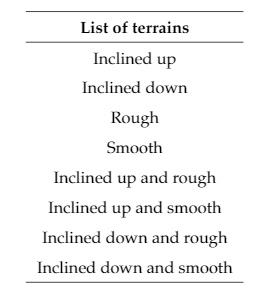 List of terrains
Inclined up
Inclined down
Rough
Smooth
Inclined up and rough
Inclined up and smooth
Inclined down and rough
Inclined down and smooth